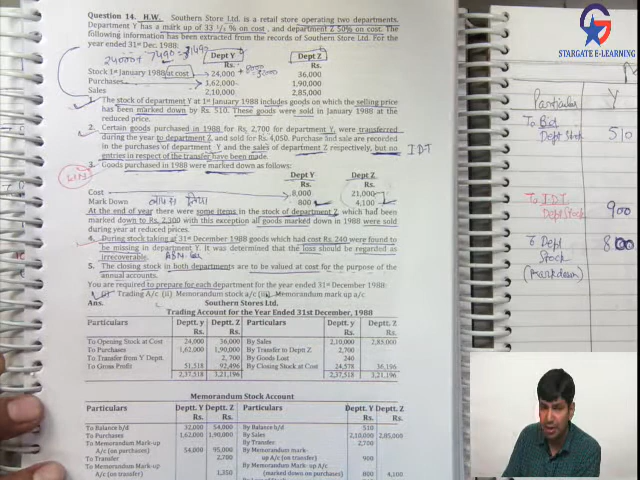 Question 14. H.W. Southern Store Ltd. is a retail store operating two departments.
Department Y has a mark up of 33 1/3 % on cost, and department Z 50% on cost. The
following information has been extracted from the records of Southern Store Ltd. For the
year ended 31st Dec. 1988:
Dept Y Dept Z
Rs. Rs.
Stock 1st January 1988 at cost 24,000 36,000
Purchases 1,62,000 1,90,000
Sales 2,10,000 2,85,000
1. The stock of department Y at 1st January 1988 includes goods on which the selling price
has been marked down by Rs. 510. These goods were sold in January 1988 at the
reduced price.
2. Certain goods purchased in 1988 for Rs. 2,700 for department Y, were transferred
during the year to department Z, and sold for Rs. 4,050. Purchase and sale are recorded
in the purchases of department Y and the sales of department Z respectively, but no
entries in respect of the transfer have been made. IDT
3. Goods purchased in 1988 were marked down as follows:
Dept Y Dept Z
Rs. Rs.
Cost 8,000 21,000
Mark Down 800 4,100
At the end of year there were some items in the stock of department Z, which had been
marked down to Rs. 2,300 with this exception all goods marked down in 1988 were sold
during year at reduced prices.
4. During stock taking at 31st December 1988 goods which had cost Rs. 240 were found to
be missing in department Y. It was determined that the loss should be regarded as
irrecoverable.
5. The closing stock in both departments are to be valued at cost for the purpose of the
annual accounts.
You are required to prepare for each department for the year ended 31st December 1988:
(i) Trading A/c (ii) Memorandum stock a/c (iii) Memorandum mark up a/c
Ans. Southern Stores Ltd.
Trading Account for the Year Ended 31st December, 1988
Particulars Deptt. y Deptt. Z Particulars Deptt. Y Deptt. Z
To Opening Stock at Cost 24,000 36,000 By Sales 2,10,000 2,85,000
To Purchases 1,62,000 1,90,000 By Transfer to Deptt Z 2,700
To Transfer from Y Deptt. 2,700 By Goods Lost 240
To Gross Profit 51,518 92,496 By Closing Stock at Cost 24,578 36,196
2,37,518 3,21,196 2,37,518 3,21,196
Memorandum Stock Account
Particulars Deptt. Y Deptt. Z Particulars Deptt. Y Deptt. Z
Rs. Rs. Rs. Rs.
To Balance b/d 32,000 54,000 By Balance b/d 510
To Purchases 1,62,000 1,90,000 By Sales 2,10,000 2,85,000
To Memorandum Mark-up By Transfer 2,700
A/c (on purchases) 54,000 95,000 By Memorandum mark-
To Transfer 2,700 up A/c (on transfer) 900
To Memorandum Mark-up By Memorandum Mark-up A/c
A/c (on transfer) 1,350 (marked down on purchases) 800 4,100
STARGATE E-LEARNING
Particular Y
To Bal
Dept Stock 510
To IDT
Dept Stock 900
To Dept 800
Stock
(markdown)